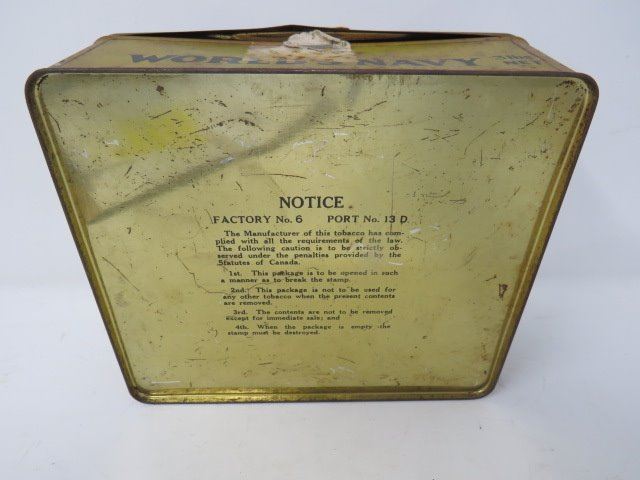 WORLD NAVY
NOTICE
FACTORY No. 6 PORT No. 13 D.
The Manufacturer of this tobacco has com-
plied with all the requirements of the law.
The following caution is to be strictly ob-
served under the penalties provided by the
Statutes of Canada.
1st. This package is to be opened in such
a manner as to break the stamp.
2nd. This package is not to be used for
any other tobacco when the present contents
are removed.
3rd. The contents are not to be removed
except for immediate sale; and
4th. When the package is empty the
stamp must be destroyed.